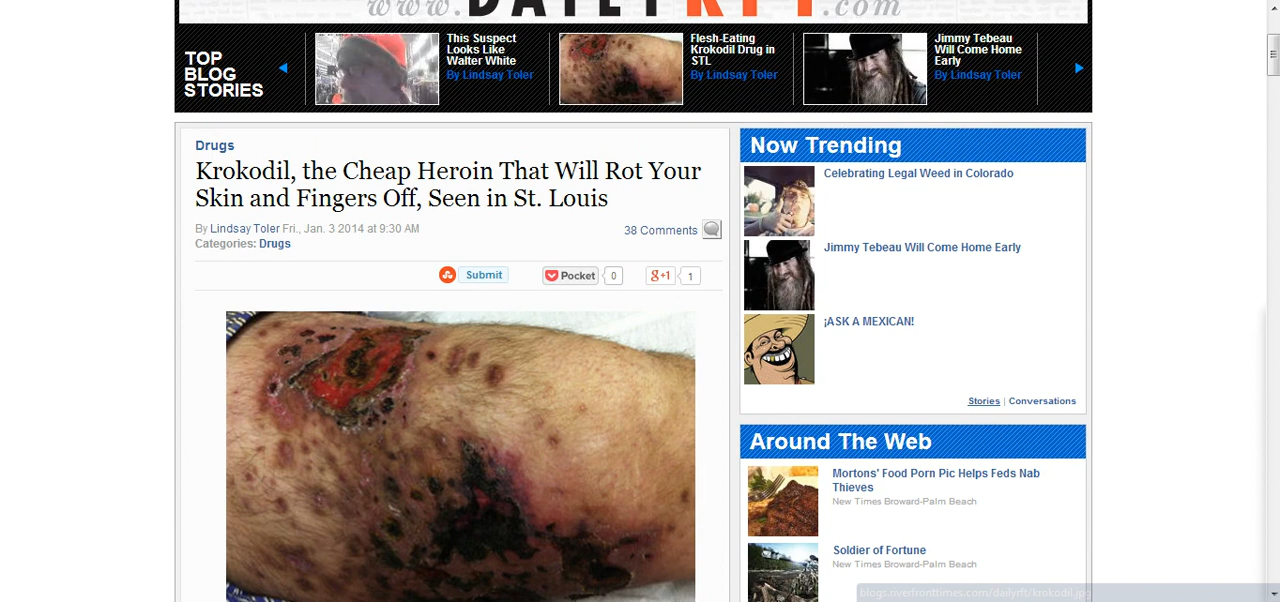 www.DAILYRFT.com
TOP
BLOG
STORIES
This Suspect
Looks Like
Walter White
By Lindsay Toler
Flesh-Eating
Krokodil Drug in
STL
By Lindsay Toler
Jimmy Tebeau
Will Come Home
Early
By Lindsay Toler
Drugs
Krokodil, the Cheap Heroin That Will Rot Your
Skin and Fingers Off, Seen in St. Louis
By Lindsay Toler Fri., Jan. 3 2014 at 9:30 AM
38 Comments
Categories: Drugs
Submit
Pocket
0
g+1
1
Now Trending
Celebrating Legal Weed in Colorado
Jimmy Tebeau Will Come Home Early
¡ASK A MEXICAN!
Stories | Conversations
Around The Web
Mortons' Food Porn Pic Helps Feds Nab
Thieves
New Times Broward-Palm Beach
Soldier of Fortune
New Times Broward-Palm Beach
blogs.riverfronttimes.com/dailyrft/krokodil.jpg